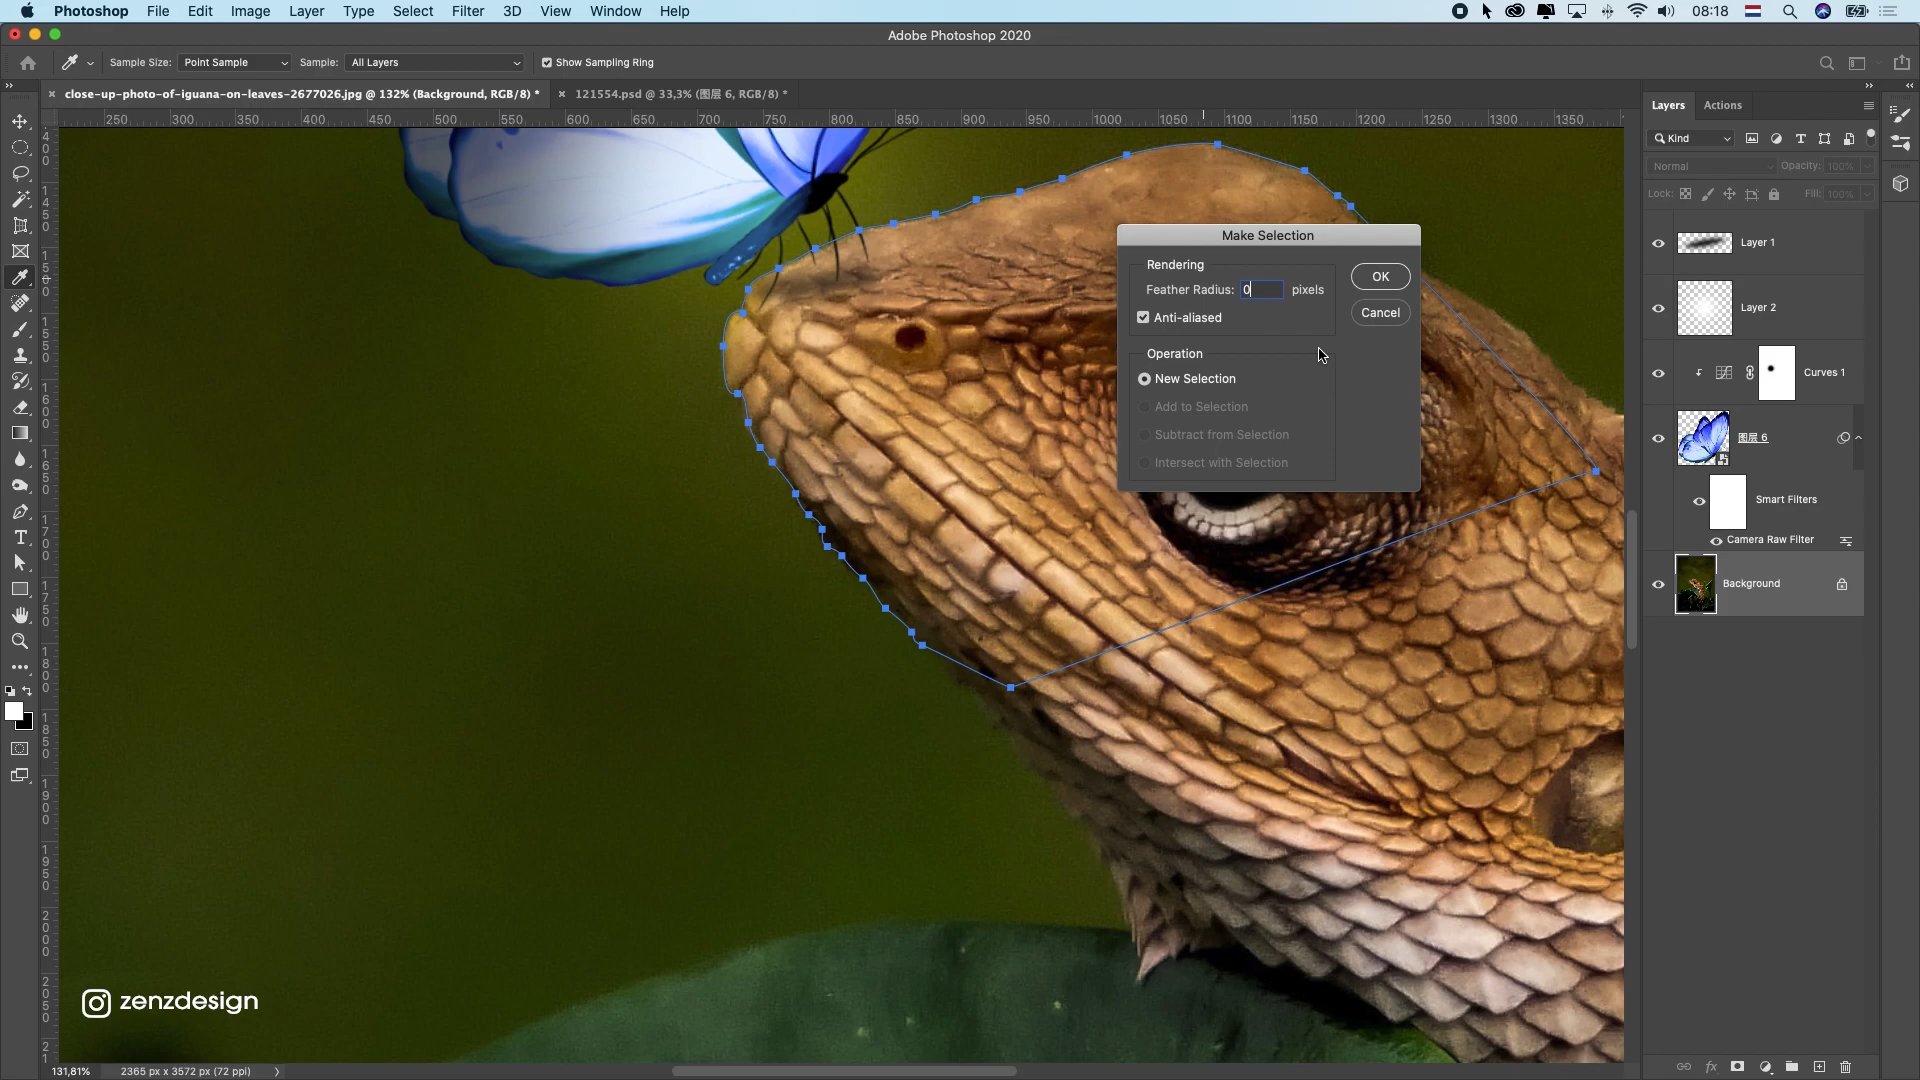 Photoshop File Edit Image Layer Type Select Filter 3D View Window Help 08:18
Adobe Photoshop 2020
Sample Size: Point Sample Sample: All Layers Show Sampling Ring
close-up-photo-of-iguana-on-leaves-2677026.jpg @ 132% (Background, RGB/8) * 121554.psd @ 33,3% (图层 6, RGB/8) *
250 300 350 400 450 500 550 600 650 700 750 800 850 900 950 1000 1050 1100 1150 1200 1250 1300 1350
Layers Actions
Kind
Normal Opacity: 100%
Lock: Fill: 100%
Layer 1
Layer 2
Curves 1
图层 6
Smart Filters
Camera Raw Filter
Background
Make Selection
Rendering
Feather Radius: 0 pixels
Anti-aliased
OK
Cancel
Operation
New Selection
Add to Selection
Subtract from Selection
Intersect with Selection
zenzdesign
131,81% 2365 px x 3572 px (72 ppi)